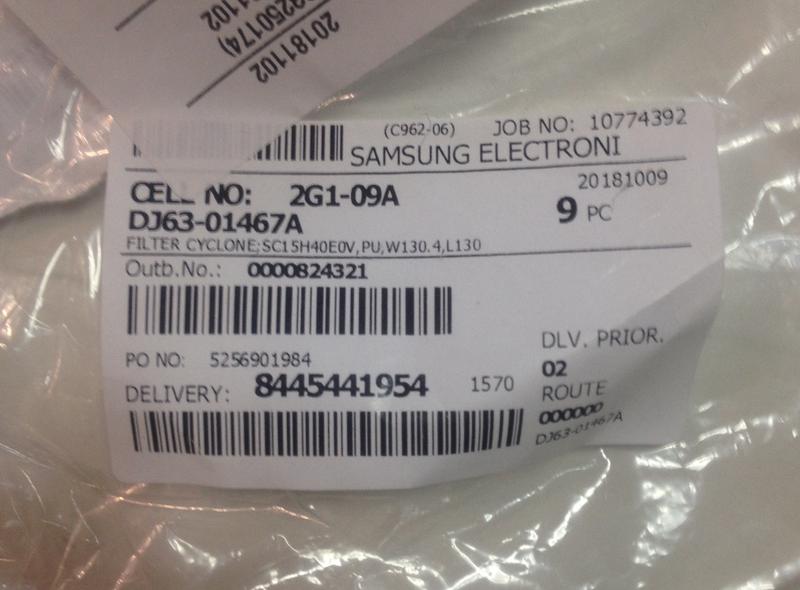 20181102
3250174)
1102
(C962-06) JOB NO: 10774392
SAMSUNG ELECTRONI
CELL NO: 2G1-09A 20181009
DJ63-01467A 9 PC
FILTER CYCLONE;SC15H40E0V,PU,W130.4,L130
Outb.No.: 0000824321
PO NO: 5256901984 DLV. PRIOR.
DELIVERY: 8445441954 1570 02
ROUTE
000000
DJ63-01467A